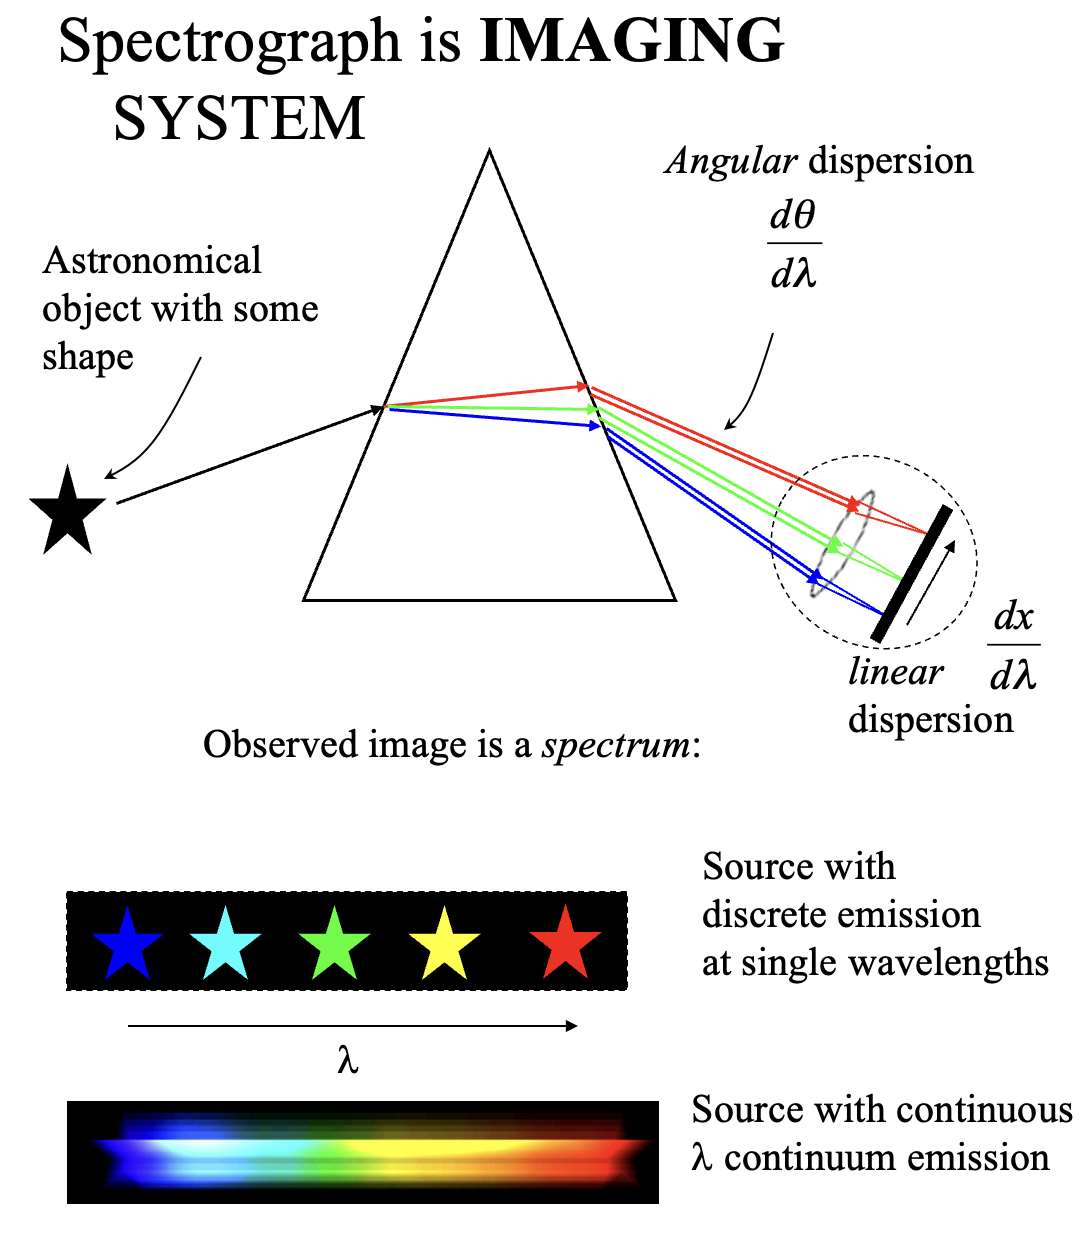 Spectrograph is IMAGING
SYSTEM
Angular dispersion
dθ
dλ
Astronomical
object with some
shape
dx
dλ
linear
dispersion
Observed image is a spectrum:
Source with
discrete emission
at single wavelengths
λ
Source with continuous
λ continuum emission